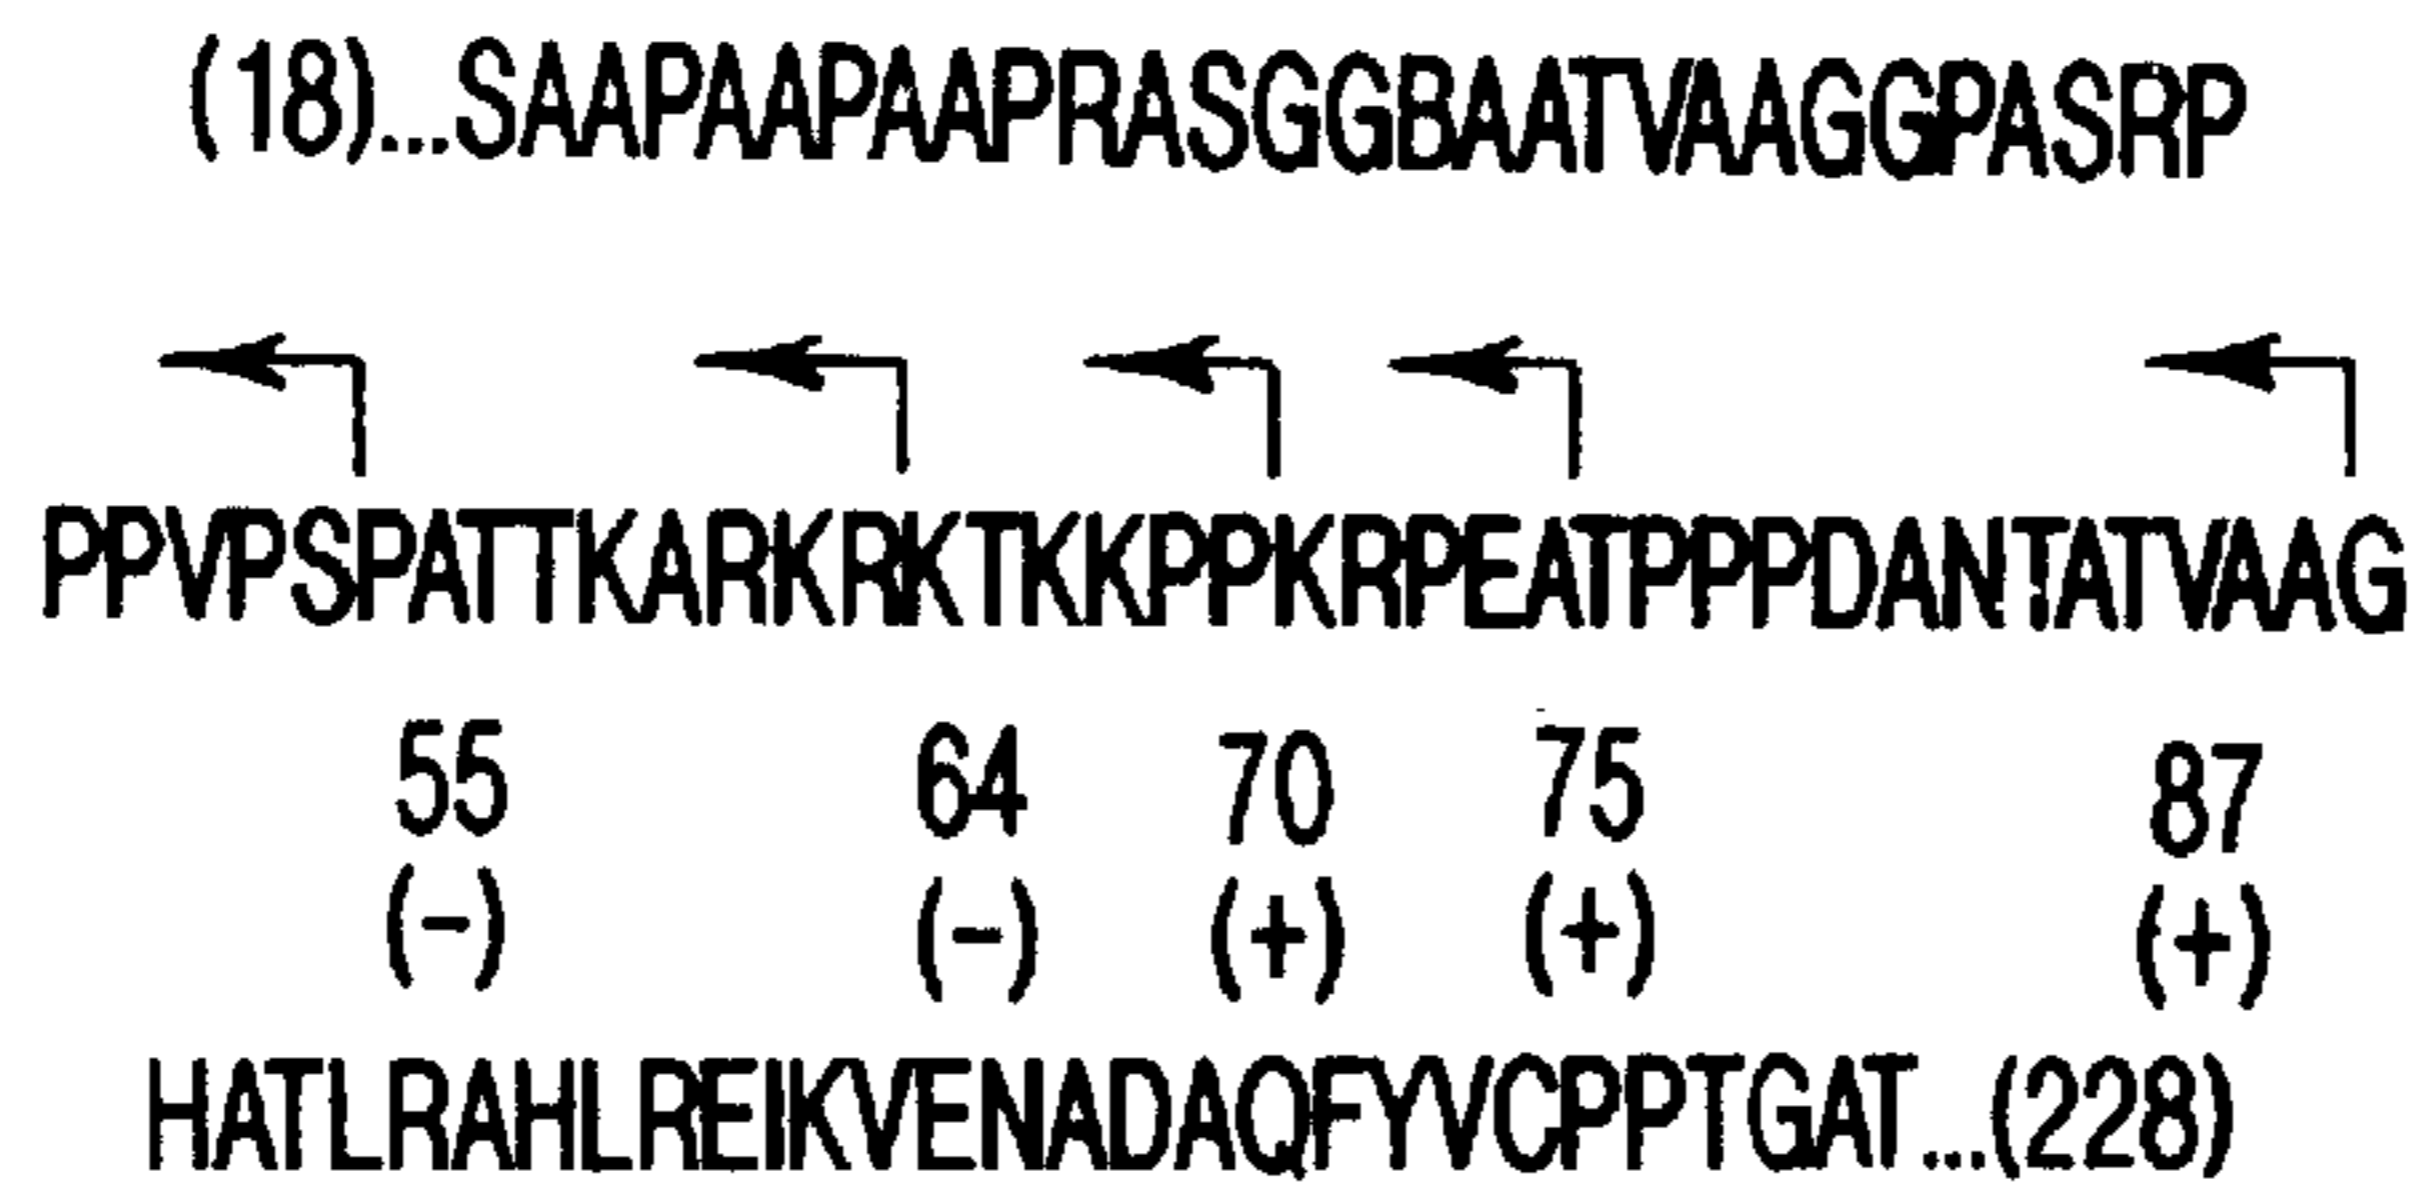 (18)...SAAPAAPAAPRASGGBAATVAAGGPASRP
PPVPSPATTKARKRKTKKPPKRPEATPPPDANTATVAAG
55 64 70 75 87
(-) (-) (+) (+) (+)
HATLRAHLREIKVENADAQFYVCPPTGAT...(228)